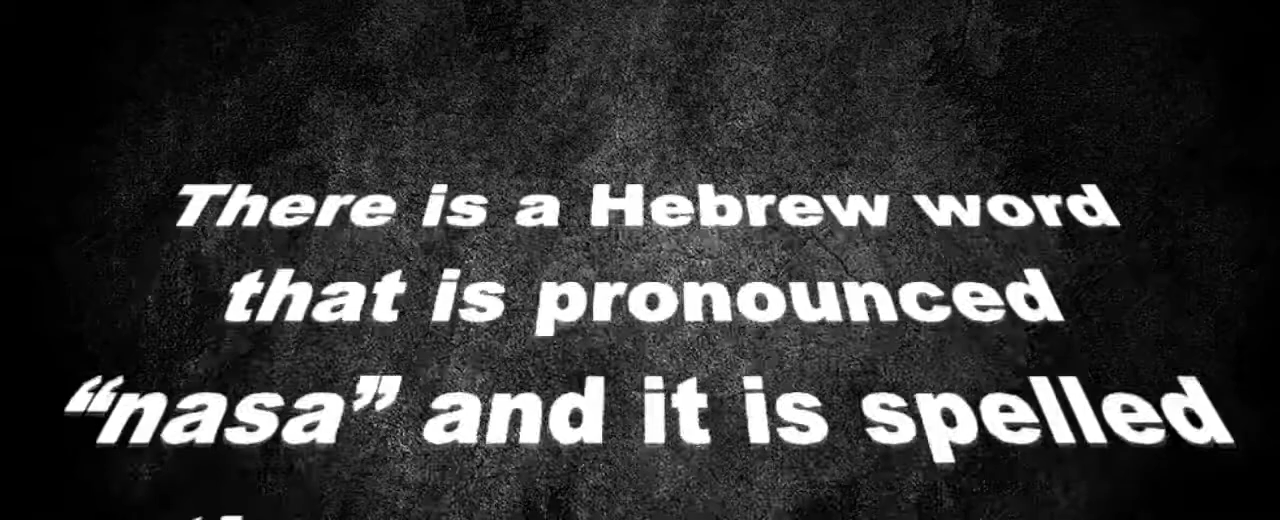 There is a Hebrew word
that is pronounced
“nasa” and it is spelled